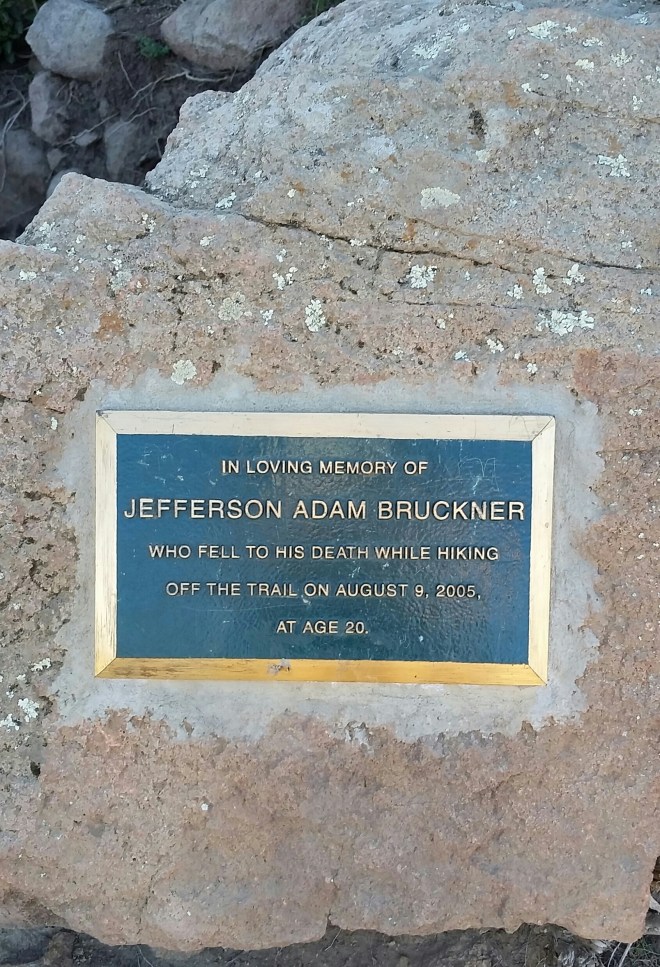 IN LOVING MEMORY OF
JEFFERSON ADAM BRUCKNER
WHO FELL TO HIS DEATH WHILE HIKING
OFF THE TRAIL ON AUGUST 9, 2005,
AT AGE 20.